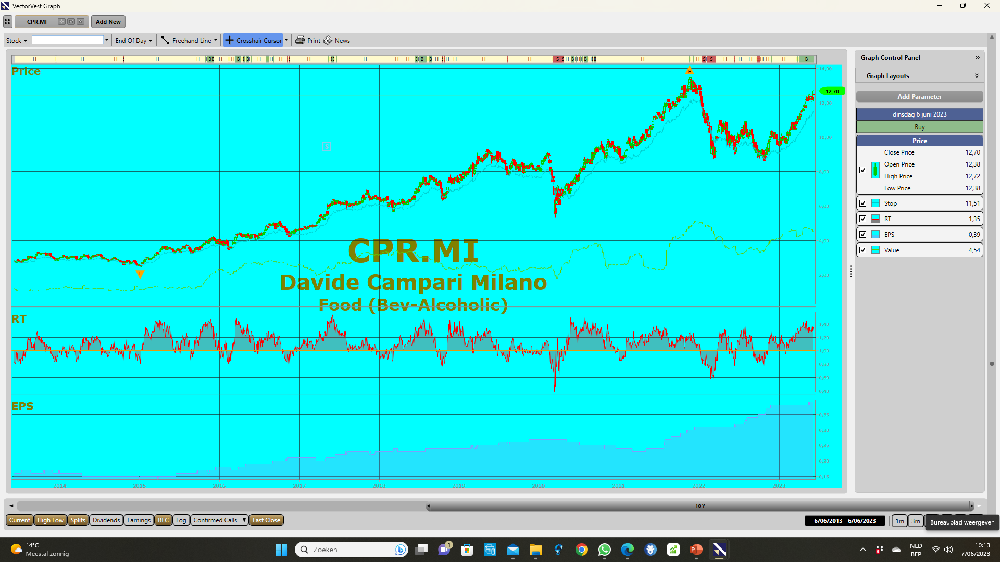 VectorVest Graph
CPR.MI
Add New
Stock
End Of Day
Freehand Line
Crosshair Cursor
Print
News
H H H H H H H H H H H H H H S H H H H S S H H H H H H B
Price
14,00
12,70
12,00
10,00
8,00
6,00
4,00
2,00
H
S
L
CPR.MI
Davide Campari Milano
Food (Bev-Alcoholic)
RT
1,40
1,20
1,00
0,80
0,60
0,40
EPS
0,35
0,30
0,25
0,20
0,15
2014 2015 2016 2017 2018 2019 2020 2021 2022 2023
Graph Control Panel
Graph Layouts
Add Parameter
dinsdag 6 juni 2023
Buy
Price
Close Price 12,70
Open Price 12,38
High Price 12,72
Low Price 12,38
Stop 11,51
RT 1,35
EPS 0,39
Value 4,54
10 Y
Current High Low Splits Dividends Earnings REC Log Confirmed Calls Last Close
6/06/2013 - 6/06/2023
1m 3m
Bureaublad weergeven
14°C
Meestal zonnig
Zoeken
1
9
NLD
BEP
10:13
7/06/2023